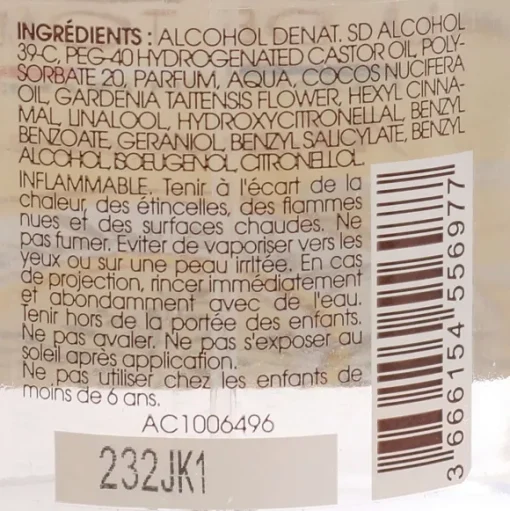 INGRÉDIENTS : ALCOHOL DENAT. SD ALCOHOL
39-C, PEG-40 HYDROGENATED CASTOR OIL, POLY-
SORBATE 20, PARFUM, AQUA, COCOS NUCIFERA
OIL, GARDENIA TAITENSIS FLOWER, HEXYL CINNA-
MAL, LINALOOL, HYDROXYCITRONELLAL, BENZYL
BENZOATE, GERANIOL, BENZYL SALICYLATE, BENZYL
ALCOHOL, ISOEUGENOL, CITRONELLOL.
INFLAMMABLE. Tenir à l'écart de la
chaleur, des étincelles, des flammes
nues et des surfaces chaudes. Ne
pas fumer. Eviter de vaporiser vers les
yeux ou sur une peau irritée. En cas
de projection, rincer immédiatement
et abondamment avec de l'eau.
Tenir hors de la portée des enfants.
Ne pas avaler. Ne pas s'exposer au
soleil après application.
Ne pas utiliser chez les enfants de
moins de 6 ans.
AC1006496
232JK1
3 666154 556977